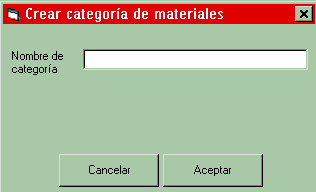 Crear categoría de materiales
Nombre de
categoría
Cancelar
Aceptar